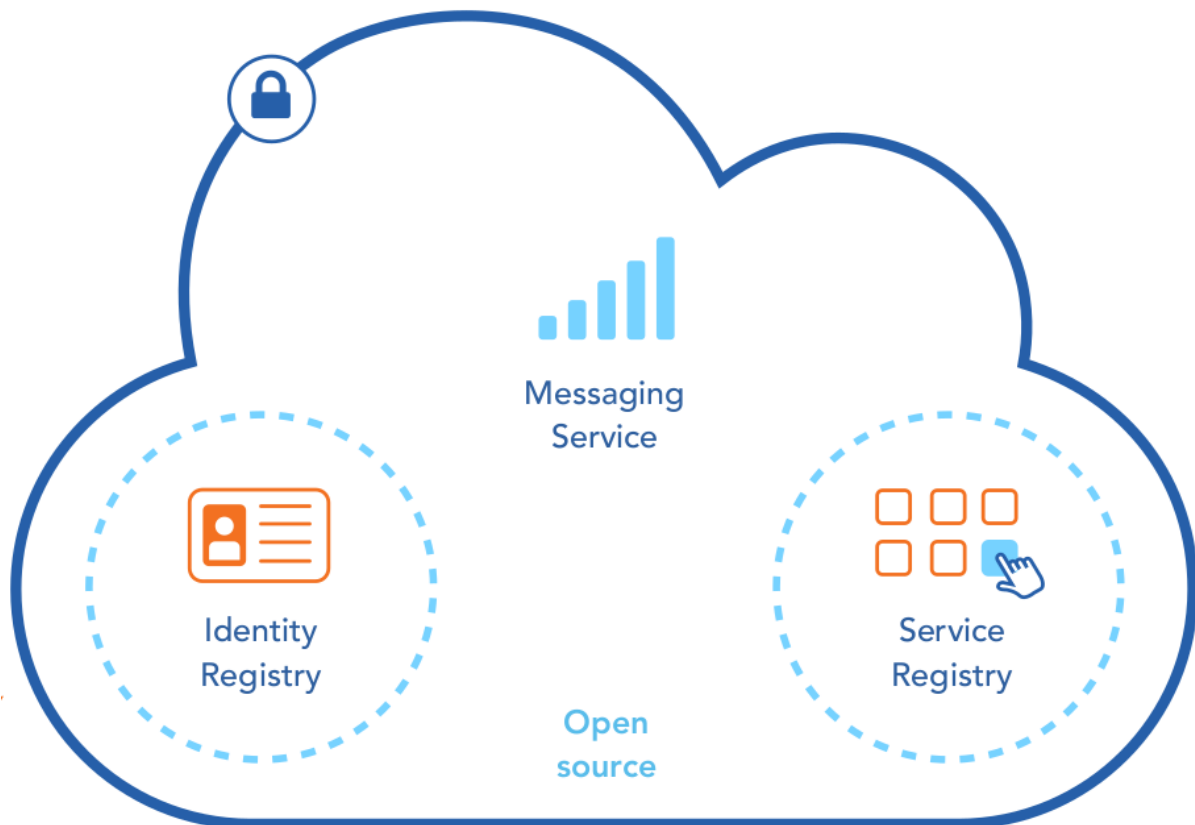 Messaging
Service
Identity
Registry
Service
Registry
Open
source